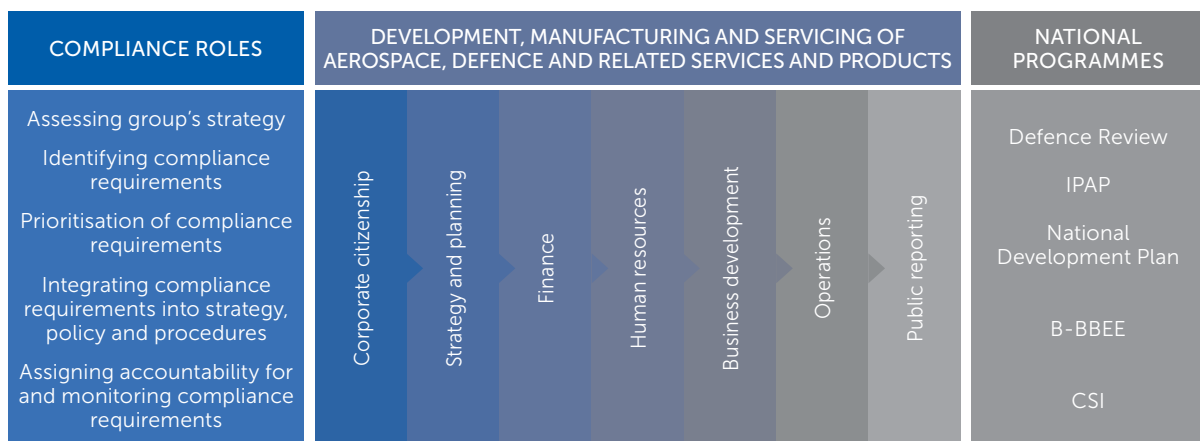 COMPLIANCE ROLES
Assessing group's strategy
Identifying compliance
requirements
Prioritisation of compliance
requirements
Integrating compliance
requirements into strategy,
policy and procedures
Assigning accountability for
and monitoring compliance
requirements
DEVELOPMENT, MANUFACTURING AND SERVICING OF
AEROSPACE, DEFENCE AND RELATED SERVICES AND PRODUCTS
Corporate citizenship
Strategy and planning
Finance
Human resources
Business development
Operations
Public reporting
NATIONAL
PROGRAMMES
Defence Review
IPAP
National
Development Plan
B-BBEE
CSI